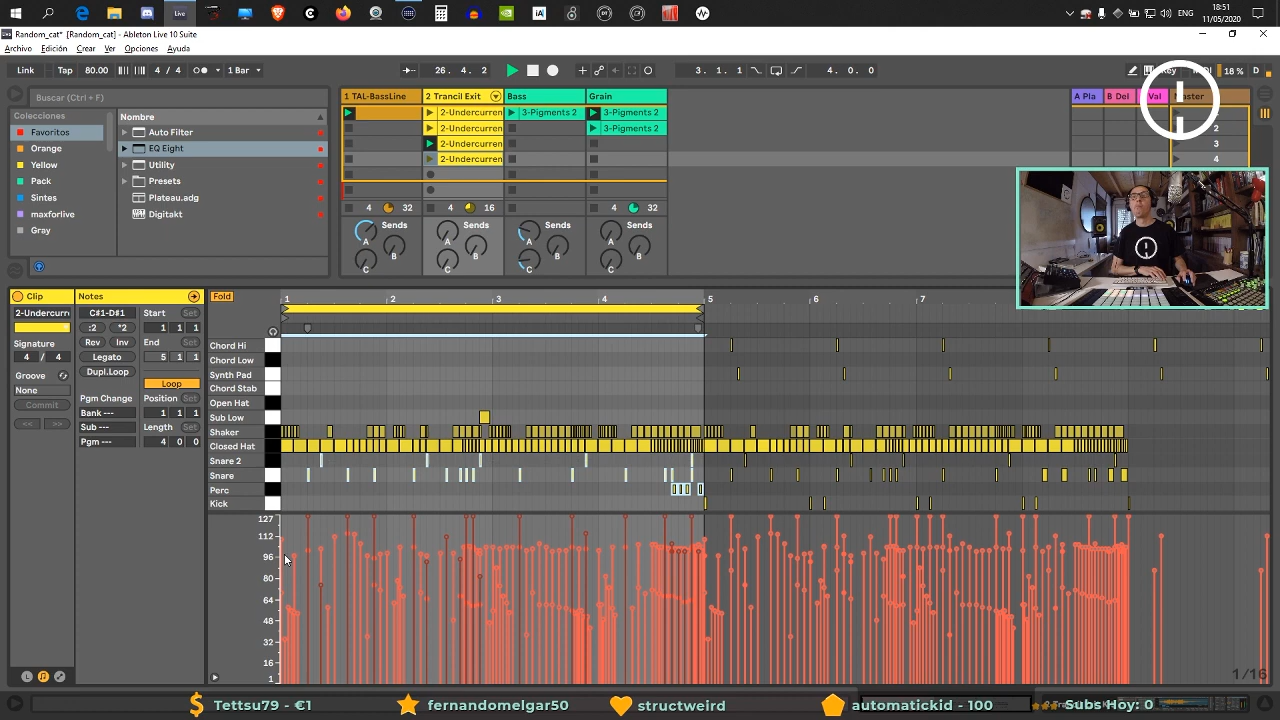 18:51
ENG
11/05/2020
Random_cat* [Random_cat] - Ableton Live 10 Suite
Archivo Edición Crear Ver Opciones Ayuda
Link Tap 80.00 4 / 4 1 Bar 26. 4. 2 3. 1. 1 4. 0. 0 Key 18 % D
Buscar (Ctrl + F)
Colecciones
Favoritos
Orange
Yellow
Pack
Sintes
maxforlive
Gray
Nombre
Auto Filter
EQ Eight
Utility
Presets
Plateau.adg
Digitakt
1 TAL-BassLine 2 Trancil Exit Bass Grain A Pla B Del Val Master
2-Undercurren 3-Pigments 2 3-Pigments 2
2-Undercurren 3-Pigments 2 2
2-Undercurren 3
2-Undercurren 4
4 32 4 16 4 32
Sends Sends Sends Sends
A B A B A B A B
C C C C
Clip Notes Fold
2-Undercurr
Signature
4 / 4
Groove
None
Commit
<< >>
C#1-D#1
:2 *2
Rev Inv
Legato
Dupl.Loop
Pgm Change
Bank ---
Sub ---
Pgm ---
Start Set
1 1 1
End Set
5 1 1
Loop
Position Set
1 1 1
Length Set
4 0 0
1 2 3 4 5 6 7
Chord Hi
Chord Low
Synth Pad
Chord Stab
Open Hat
Sub Low
Shaker
Closed Hat
Snare 2
Snare
Perc
Kick
127
112
96
80
64
48
32
16
1
1/16
Tettsu79 - €1 fernandomelgar50 structweird automatickid - 100 Subs Hoy: 0